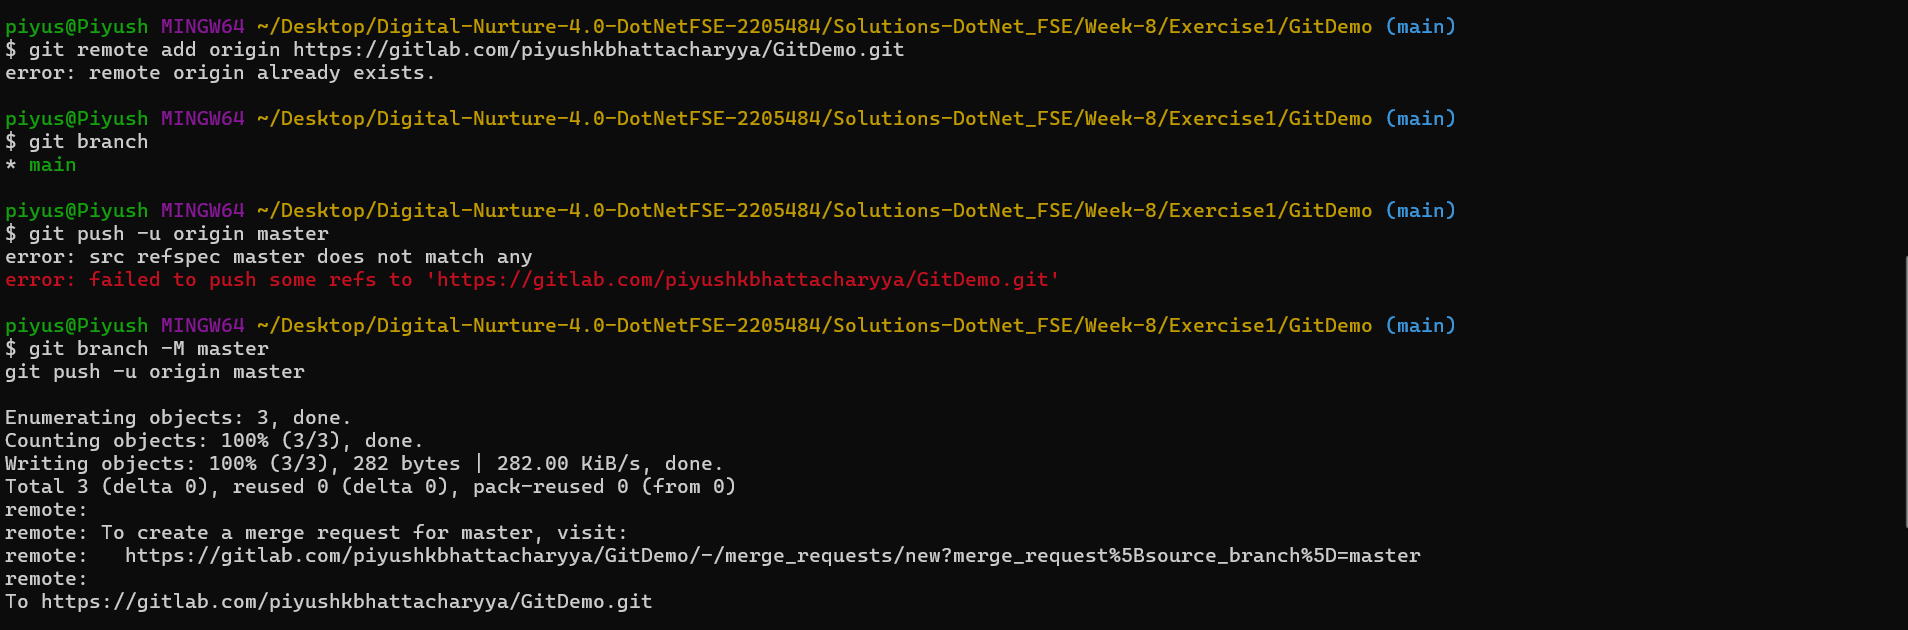 piyus@Piyush MINGW64 ~/Desktop/Digital-Nurture-4.0-DotNetFSE-2205484/Solutions-DotNet_FSE/Week-8/Exercise1/GitDemo (main)
$ git remote add origin https://gitlab.com/piyushkbhattacharyya/GitDemo.git
error: remote origin already exists.
piyus@Piyush MINGW64 ~/Desktop/Digital-Nurture-4.0-DotNetFSE-2205484/Solutions-DotNet_FSE/Week-8/Exercise1/GitDemo (main)
$ git branch
* main
piyus@Piyush MINGW64 ~/Desktop/Digital-Nurture-4.0-DotNetFSE-2205484/Solutions-DotNet_FSE/Week-8/Exercise1/GitDemo (main)
$ git push -u origin master
error: src refspec master does not match any
error: failed to push some refs to 'https://gitlab.com/piyushkbhattacharyya/GitDemo.git'
piyus@Piyush MINGW64 ~/Desktop/Digital-Nurture-4.0-DotNetFSE-2205484/Solutions-DotNet_FSE/Week-8/Exercise1/GitDemo (main)
$ git branch -M master
git push -u origin master
Enumerating objects: 3, done.
Counting objects: 100% (3/3), done.
Writing objects: 100% (3/3), 282 bytes | 282.00 KiB/s, done.
Total 3 (delta 0), reused 0 (delta 0), pack-reused 0 (from 0)
remote:
remote: To create a merge request for master, visit:
remote:   https://gitlab.com/piyushkbhattacharyya/GitDemo/-/merge_requests/new?merge_request%5Bsource_branch%5D=master
remote:
To https://gitlab.com/piyushkbhattacharyya/GitDemo.git